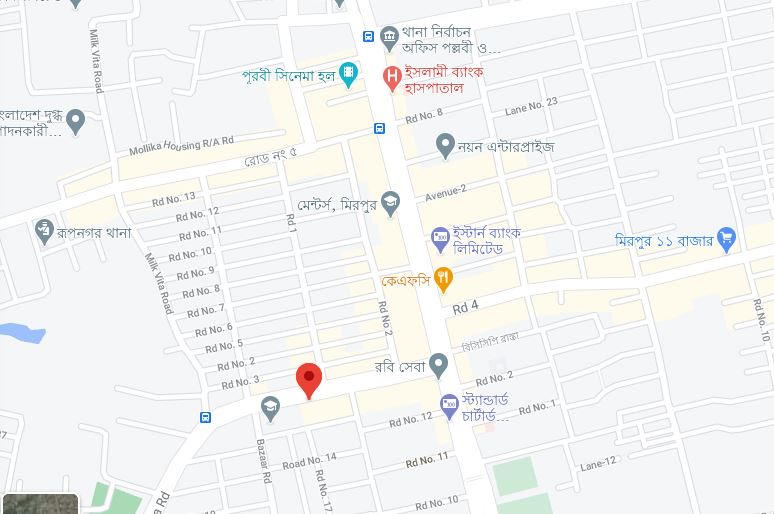 থানা নির্বাচন
অফিস পল্লবী ও...
Milk Vita Road
পূরবী সিনেমা হল
ইসলামী ব্যাংক
হাসপাতাল
Lane No. 23
Rd No. 8
Mollika Housing R/A Rd
রোড নং ৫
নয়ন এন্টারপ্রাইজ
Avenue-2
Rd No. 13
মেন্টর্স, মিরপুর
Rd No. 12
Rd 1
রূপনগর থানা
Rd No. 11
ইস্টার্ন ব্যাংক
লিমিটেড
মিরপুর ১১ বাজার
Rd No. 10
Milk Vita Road
Rd No. 9
কেএফসি
Rd No. 8
Rd 4
Rd No. 7
Rd No 2
Rd No. 10
Rd No. 6
Rd No. 5
Rd No. 2
রবি সেবা
Rd No. 3
Rd No. 2
স্ট্যান্ডার্ড
চার্টার্ড...
Rd No. 1
Rd No. 12
Bazaar Rd
Road No. 14
Rd No. 11
Lane-12
Rd No. 17
Rd No. 10